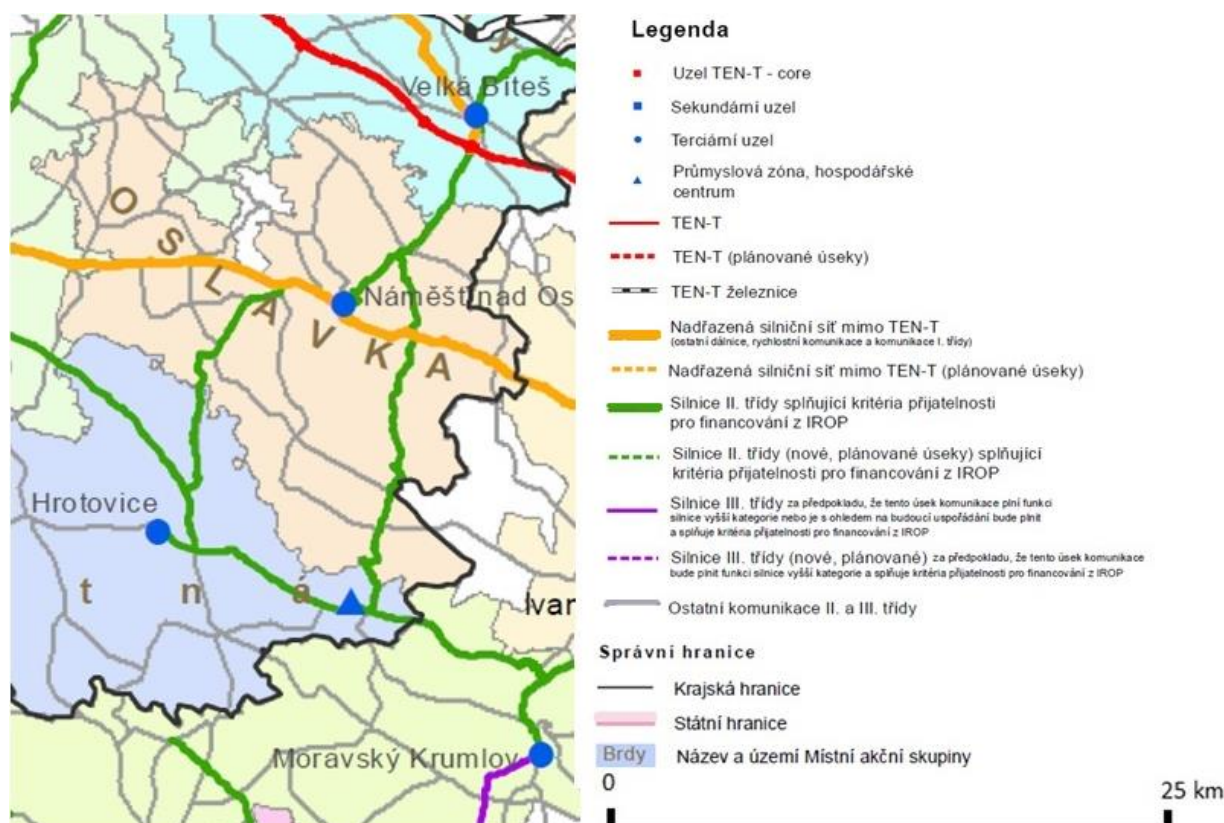 y
Velká Bíteš
OSLAVKA
Náměšť nad Os
Hrotovice
t n á
Ivan
Moravský Krumlov
Legenda
Uzel TEN-T - core
Sekundární uzel
Terciární uzel
Průmyslová zóna, hospodářské
centrum
TEN-T
TEN-T (plánované úseky)
TEN-T železnice
Nadřazená silniční síť mimo TEN-T
(ostatní dálnice, rychlostní komunikace a komunikace I. třídy)
Nadřazená silniční síť mimo TEN-T (plánované úseky)
Silnice II. třídy splňující kritéria přijatelnosti
pro financování z IROP
Silnice II. třídy (nové, plánované úseky) splňující
kritéria přijatelnosti pro financování z IROP
Silnice III. třídy za předpokladu, že tento úsek komunikace plní funkci
silnice vyšší kategorie nebo je s ohledem na budoucí uspořádání bude plnit
a splňuje kritéria přijatelnosti pro financování z IROP
Silnice III. třídy (nové, plánované) za předpokladu, že tento úsek komunikace
bude plnit funkci silnice vyšší kategorie a splňuje kritéria přijatelnosti pro financování z IROP
Ostatní komunikace II. a III. třídy
Správní hranice
Krajská hranice
Státní hranice
Brdy Název a území Místní akční skupiny
0 25 km